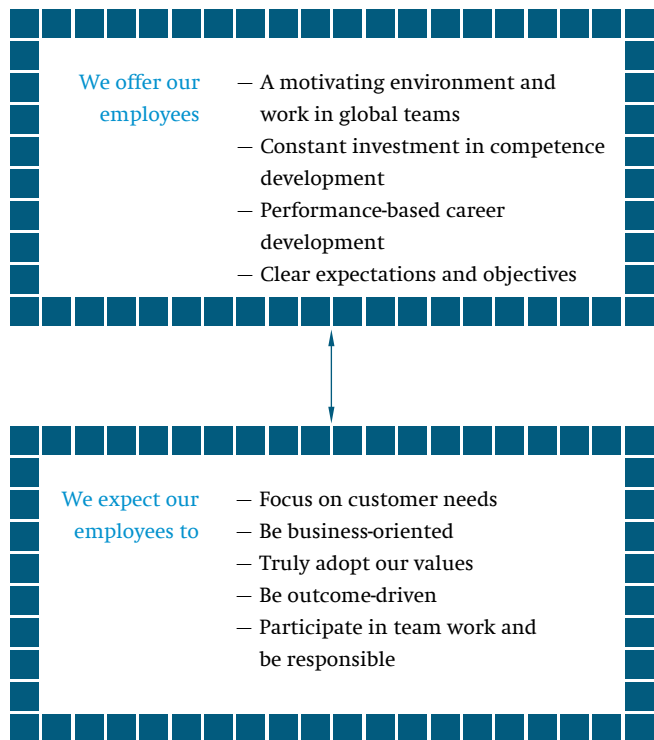 We offer our
employees
— A motivating environment and
work in global teams
— Constant investment in competence
development
— Performance-based career
development
— Clear expectations and objectives
We expect our
employees to
— Focus on customer needs
— Be business-oriented
— Truly adopt our values
— Be outcome-driven
— Participate in team work and
be responsible